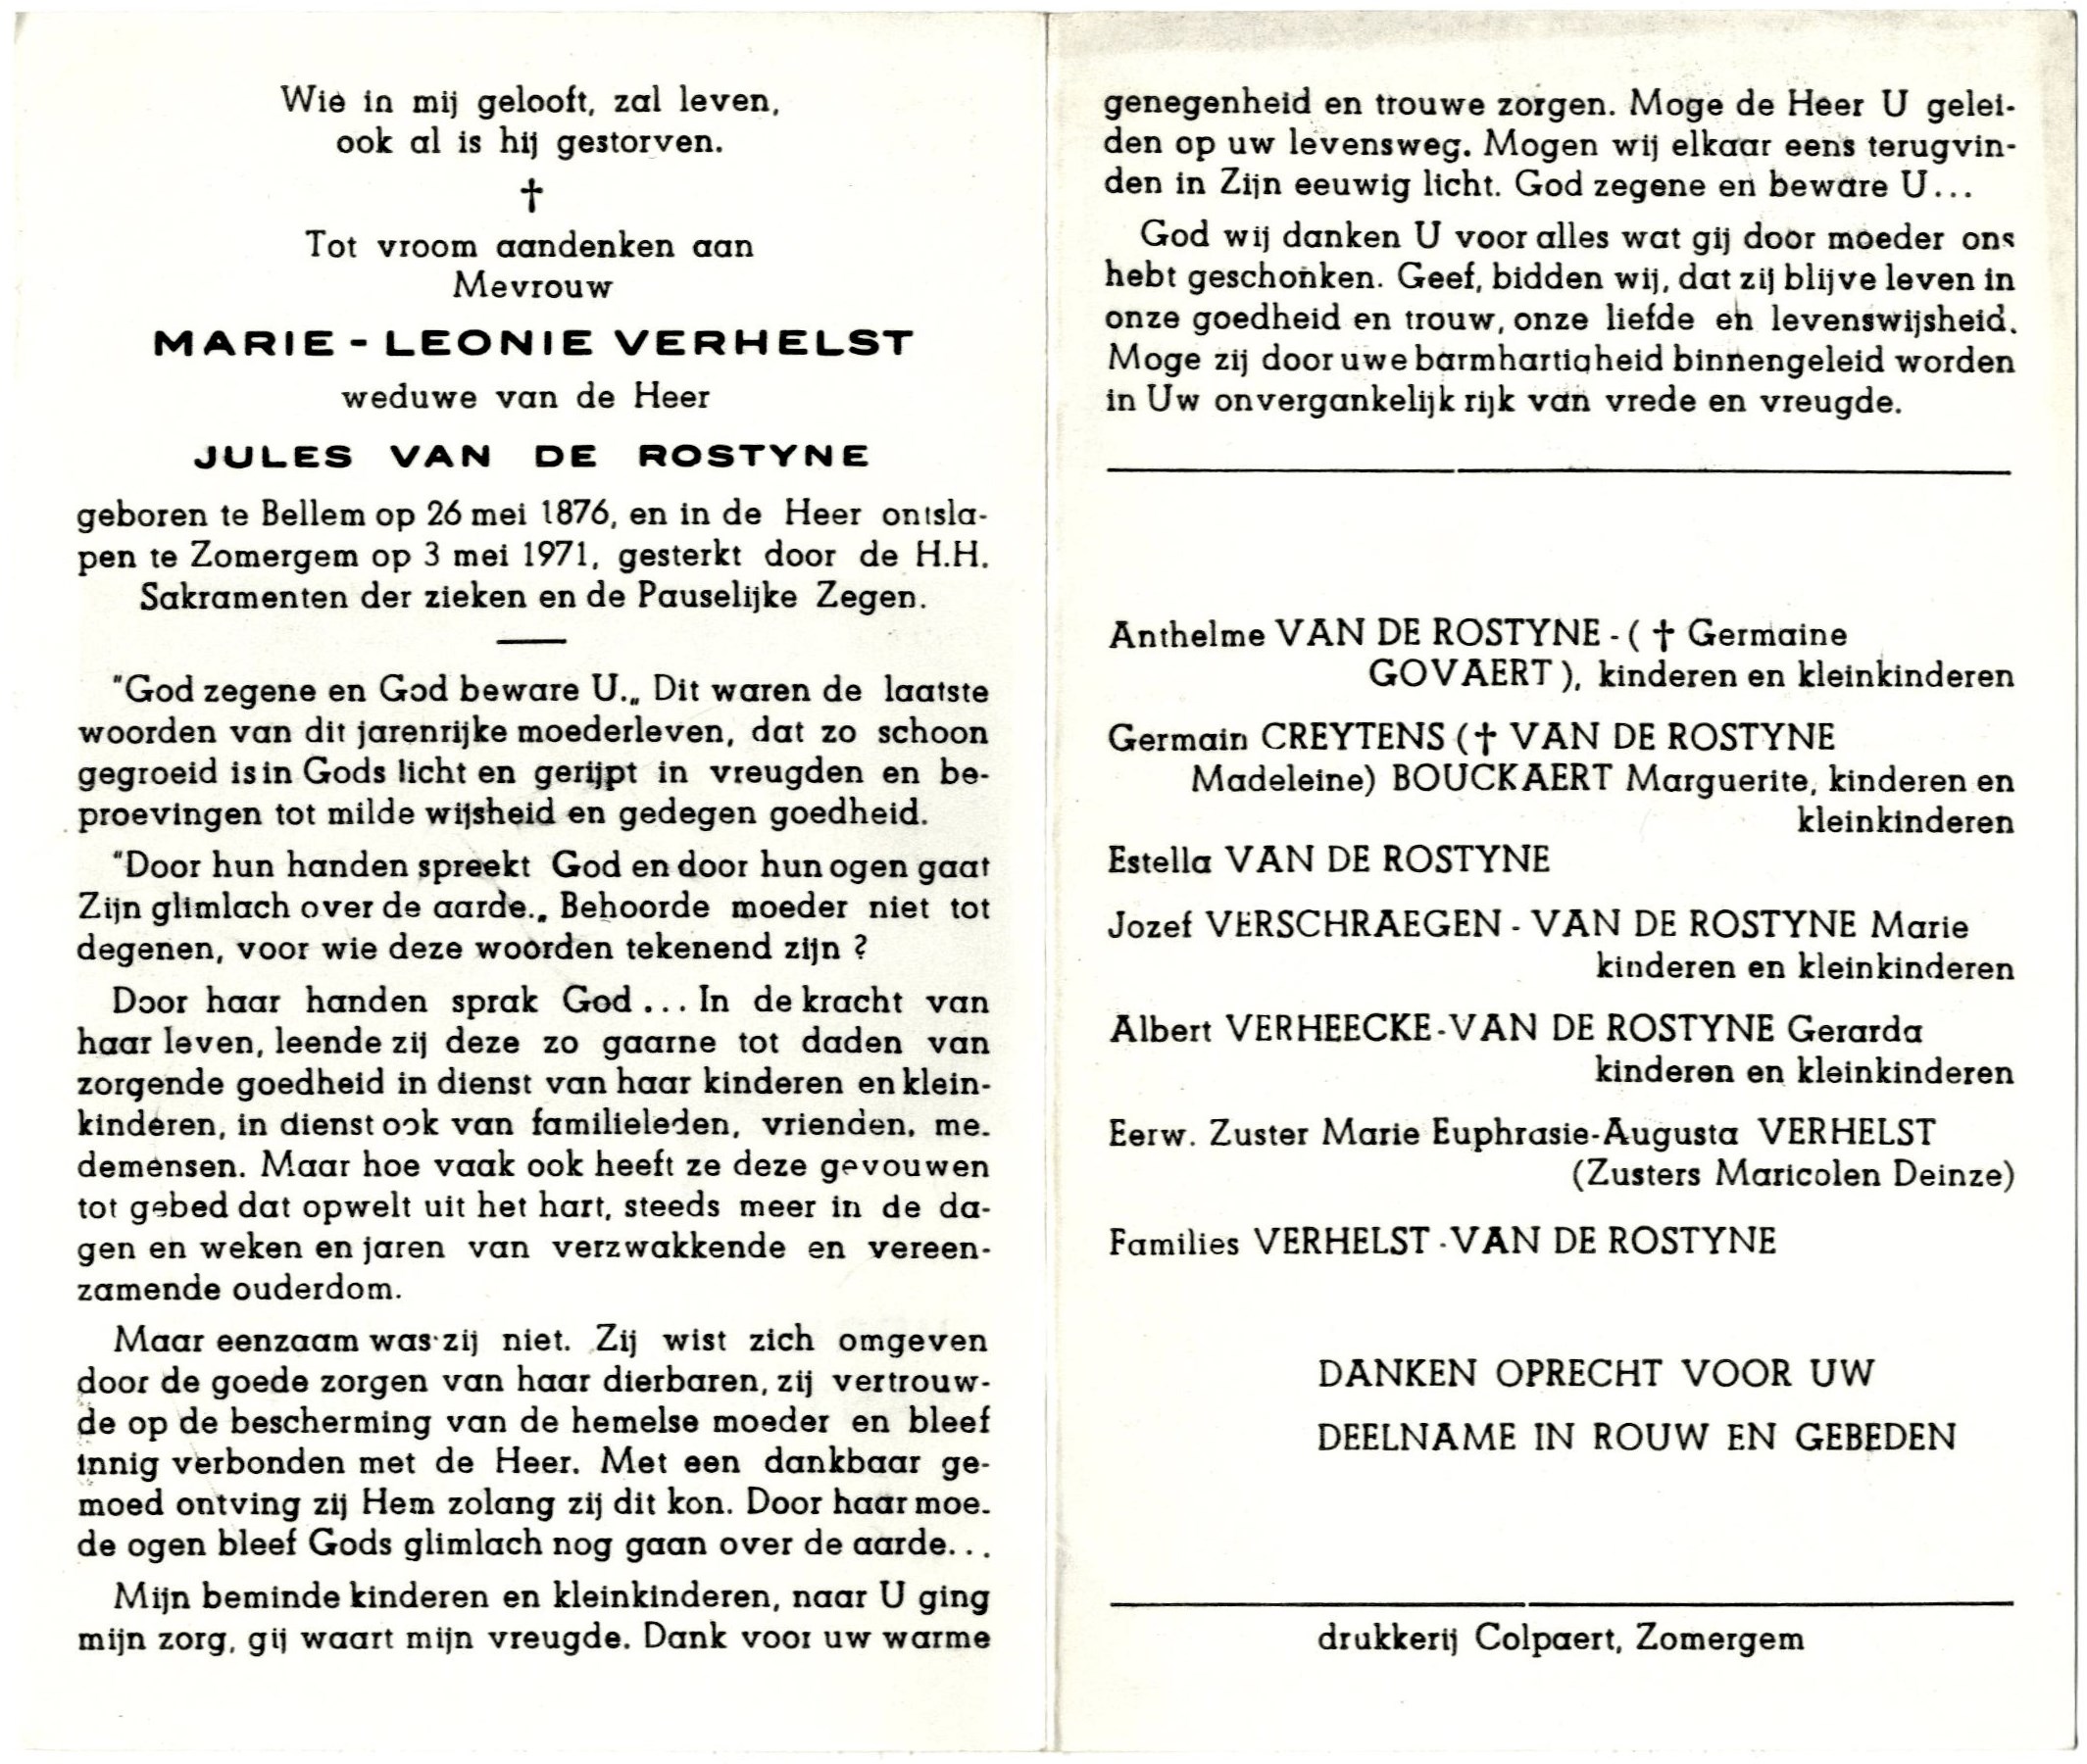 Wie in mij gelooft, zal leven,
ook al is hij gestorven.
†
Tot vroom aandenken aan
Mevrouw
MARIE - LEONIE VERHELST
weduwe van de Heer
JULES VAN DE ROSTYNE
geboren te Bellem op 26 mei 1876, en in de Heer ontsla-
pen te Zomergem op 3 mei 1971, gesterkt door de H.H.
Sakramenten der zieken en de Pauselijke Zegen.
"God zegene en God beware U.„ Dit waren de laatste
woorden van dit jarenrijke moederleven, dat zo schoon
gegroeid is in Gods licht en gerijpt in vreugden en be-
proevingen tot milde wijsheid en gedegen goedheid.
"Door hun handen spreekt God en door hun ogen gaat
Zijn glimlach over de aarde.„ Behoorde moeder niet tot
degenen, voor wie deze woorden tekenend zijn ?
Door haar handen sprak God ... In de kracht van
haar leven, leende zij deze zo gaarne tot daden van
zorgende goedheid in dienst van haar kinderen en klein-
kinderen, in dienst ook van familieleden, vrienden, me-
demensen. Maar hoe vaak ook heeft ze deze gevouwen
tot gebed dat opwelt uit het hart, steeds meer in de da-
gen en weken en jaren van verzwakkende en vereen-
zamende ouderdom.
Maar eenzaam was zij niet. Zij wist zich omgeven
door de goede zorgen van haar dierbaren, zij vertrouw-
de op de bescherming van de hemelse moeder en bleef
innig verbonden met de Heer. Met een dankbaar ge-
moed ontving zij Hem zolang zij dit kon. Door haar moe-
de ogen bleef Gods glimlach nog gaan over de aarde...
Mijn beminde kinderen en kleinkinderen, naar U ging
mijn zorg, gij waart mijn vreugde. Dank voor uw warme
genegenheid en trouwe zorgen. Moge de Heer U gelei-
den op uw levensweg. Mogen wij elkaar eens terugvin-
den in Zijn eeuwig licht. God zegene en beware U...
God wij danken U voor alles wat gij door moeder ons
hebt geschonken. Geef, bidden wij, dat zij blijve leven in
onze goedheid en trouw, onze liefde en levenswijsheid.
Moge zij door uwe barmhartigheid binnengeleid worden
in Uw onvergankelijk rijk van vrede en vreugde.
Anthelme VAN DE ROSTYNE - ( † Germaine
GOVAERT ), kinderen en kleinkinderen
Germain CREYTENS († VAN DE ROSTYNE
Madeleine) BOUCKAERT Marguerite, kinderen en
kleinkinderen
Estella VAN DE ROSTYNE
Jozef VERSCHRAEGEN - VAN DE ROSTYNE Marie
kinderen en kleinkinderen
Albert VERHEECKE-VAN DE ROSTYNE Gerarda
kinderen en kleinkinderen
Eerw. Zuster Marie Euphrasie-Augusta VERHELST
(Zusters Maricolen Deinze)
Families VERHELST - VAN DE ROSTYNE
DANKEN OPRECHT VOOR UW
DEELNAME IN ROUW EN GEBEDEN
drukkerij Colpaert, Zomergem